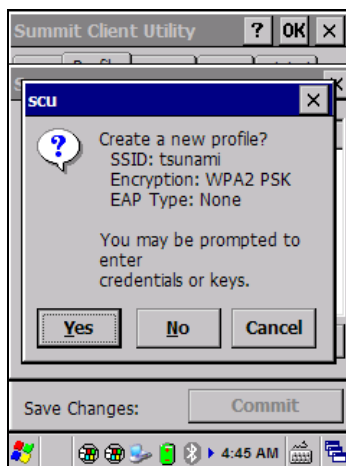 Summit Client Utility ? OK ×
scu ×
Create a new profile?
SSID: tsunami
Encryption: WPA2 PSK
EAP Type: None
You may be prompted to
enter
credentials or keys.
Yes No Cancel
Save Changes: Commit
4:45 AM